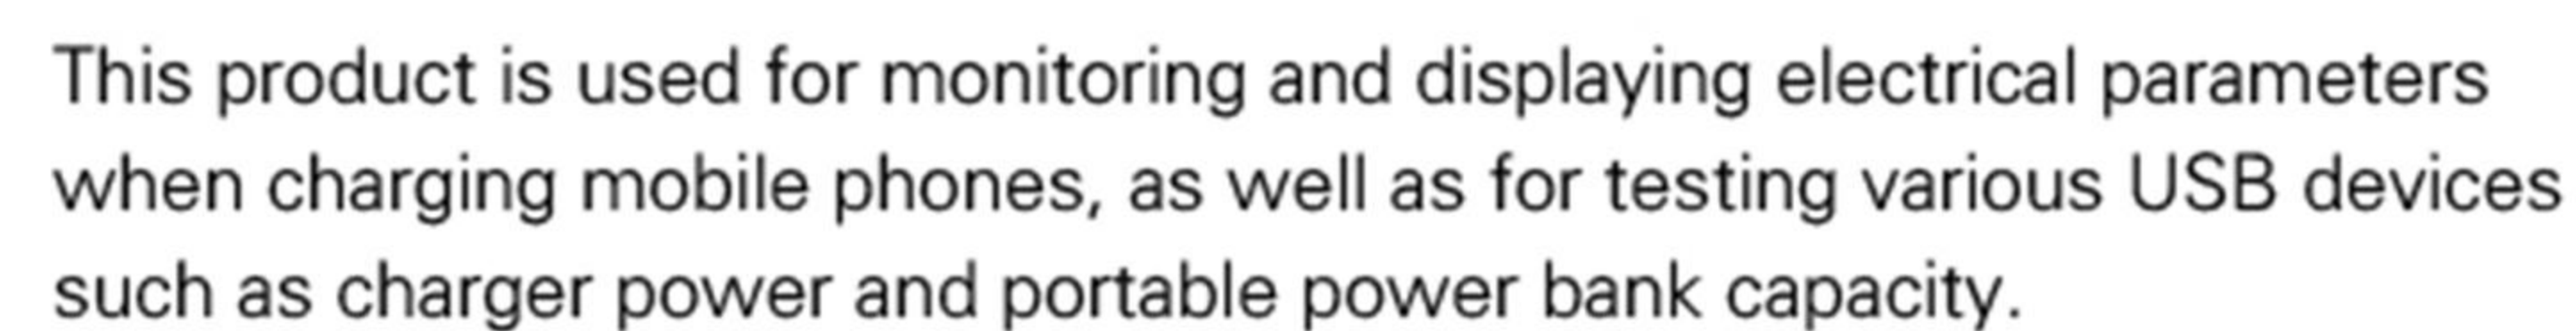 This product is used for monitoring and displaying electrical parameters
when charging mobile phones, as well as for testing various USB devices
such as charger power and portable power bank capacity.